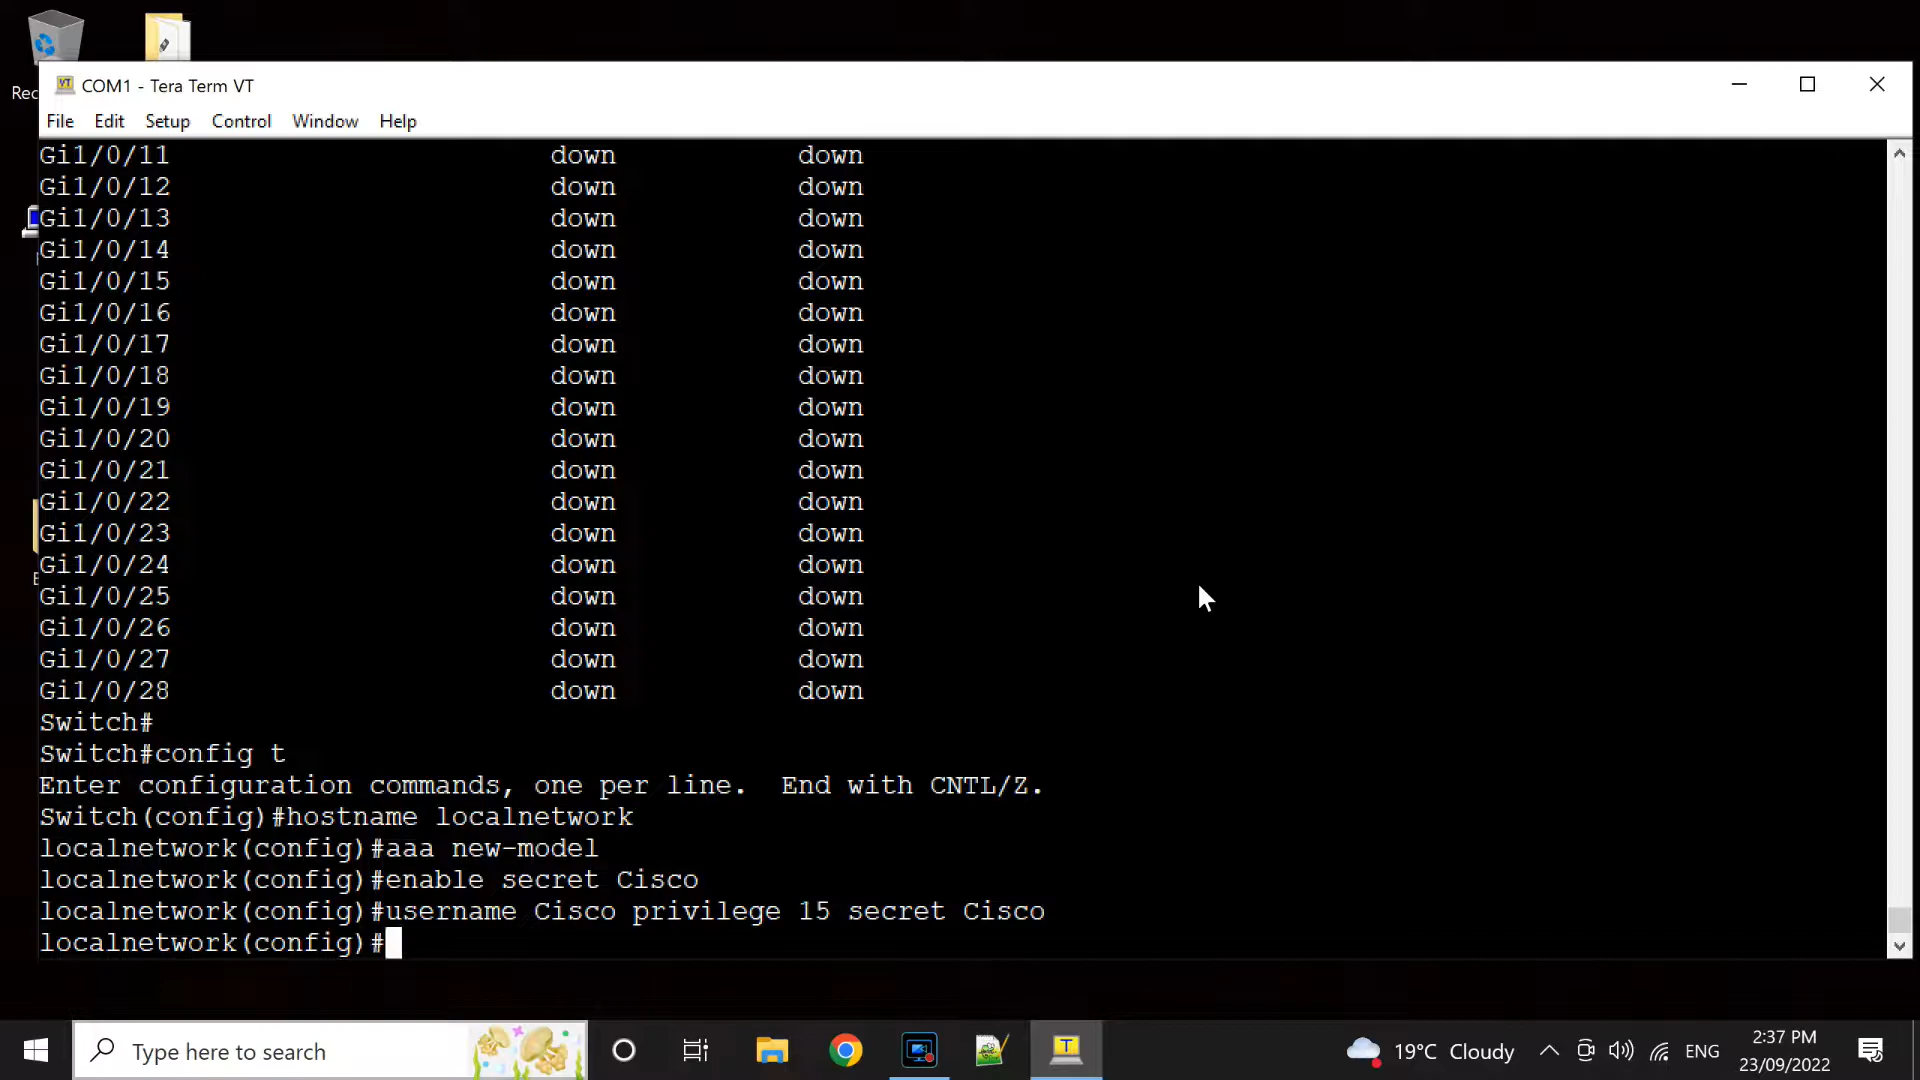 Rec
COM1 - Tera Term VT
File Edit Setup Control Window Help
Gi1/0/11 down down
Gi1/0/12 down down
Gi1/0/13 down down
Gi1/0/14 down down
Gi1/0/15 down down
Gi1/0/16 down down
Gi1/0/17 down down
Gi1/0/18 down down
Gi1/0/19 down down
Gi1/0/20 down down
Gi1/0/21 down down
Gi1/0/22 down down
Gi1/0/23 down down
Gi1/0/24 down down
Gi1/0/25 down down
Gi1/0/26 down down
Gi1/0/27 down down
Gi1/0/28 down down
Switch#
Switch#config t
Enter configuration commands, one per line.  End with CNTL/Z.
Switch(config)#hostname localnetwork
localnetwork(config)#aaa new-model
localnetwork(config)#enable secret Cisco
localnetwork(config)#username Cisco privilege 15 secret Cisco
localnetwork(config)#
Type here to search
19°C Cloudy
ENG
2:37 PM
23/09/2022